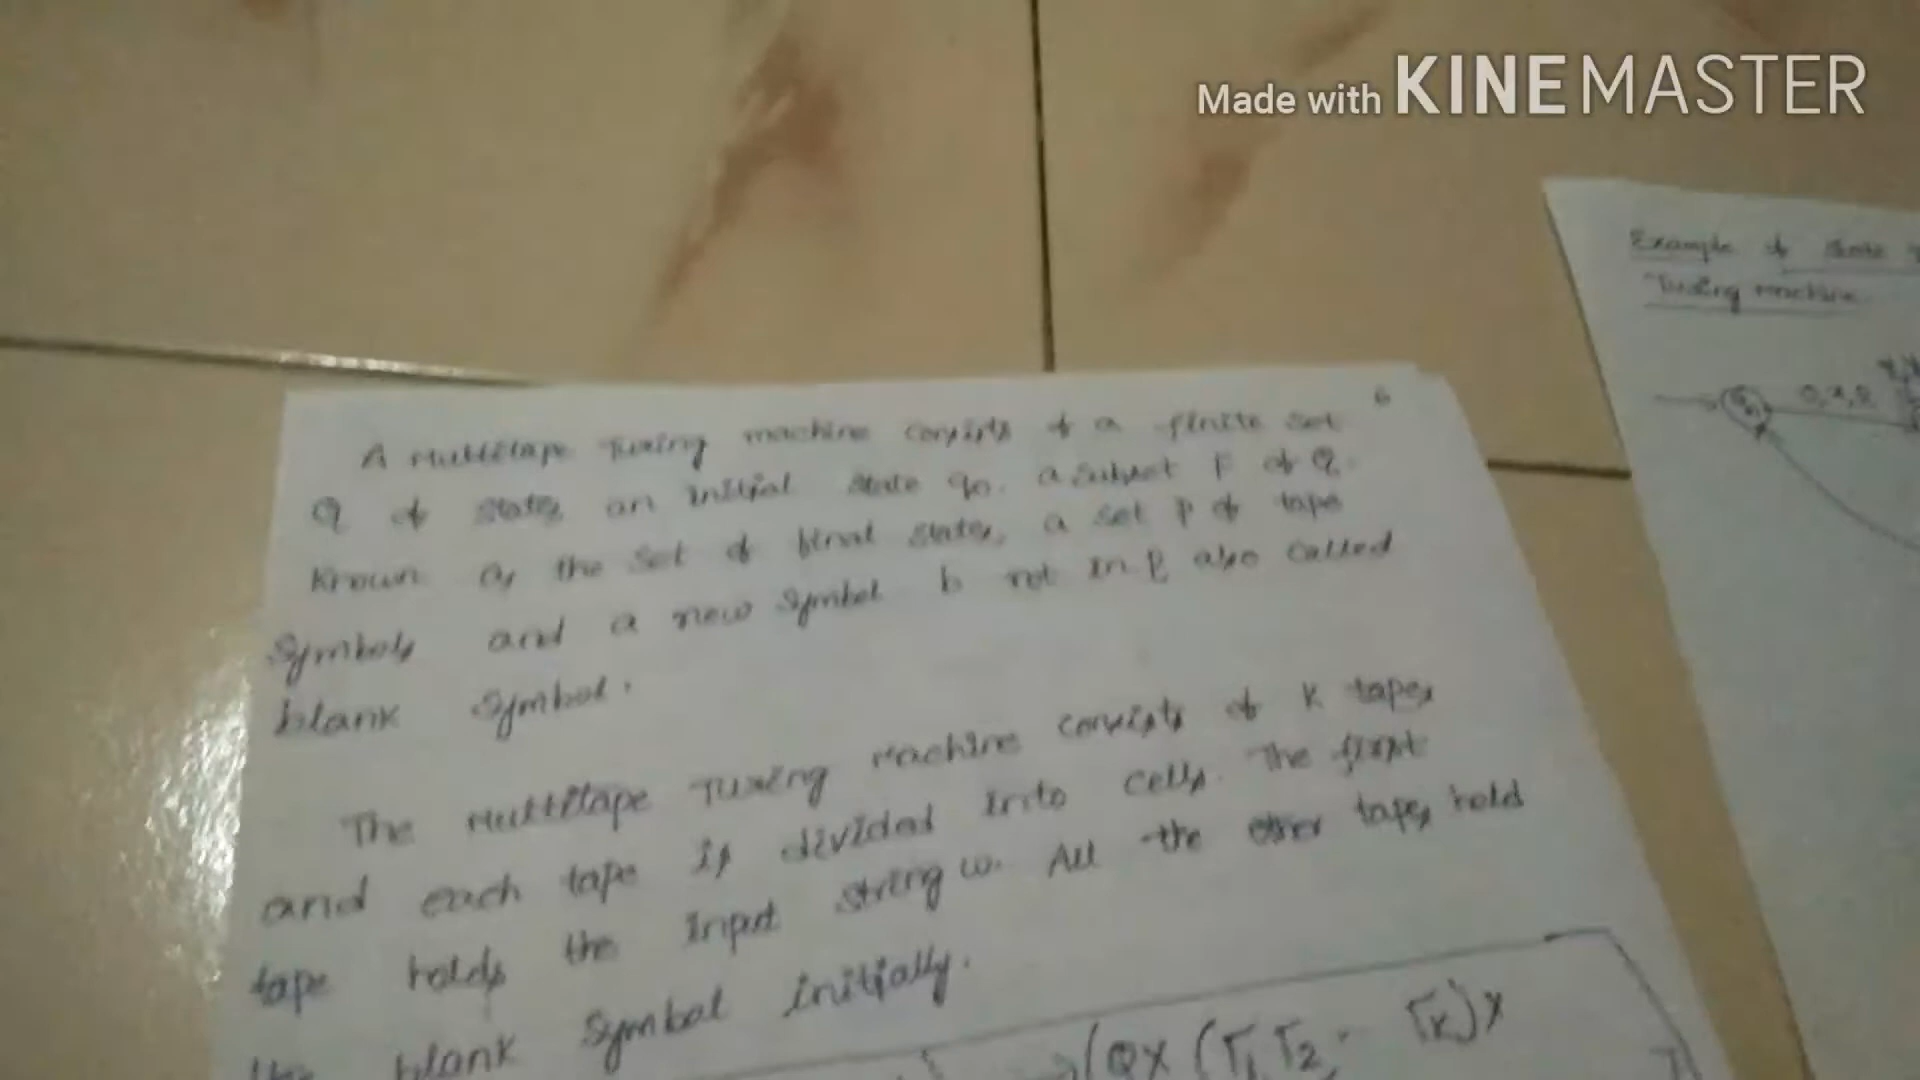 Made with KINEMASTER
Example of State
Turing machine
6
A Multitape Turing machine consists of a finite set
Q of states, an initial state q0. a subset F of Q.
Known as the set of final states, a set P of tape
Symbols and a new symbol b not in P, also called
blank symbol.
The Multitape Turing Machine consists of K tapes
and each tape is divided into cells. The first
tape holds the input string w. All the other tapes hold
the blank symbol initially.
(Q X (Γ1 Γ2, - Γk) X